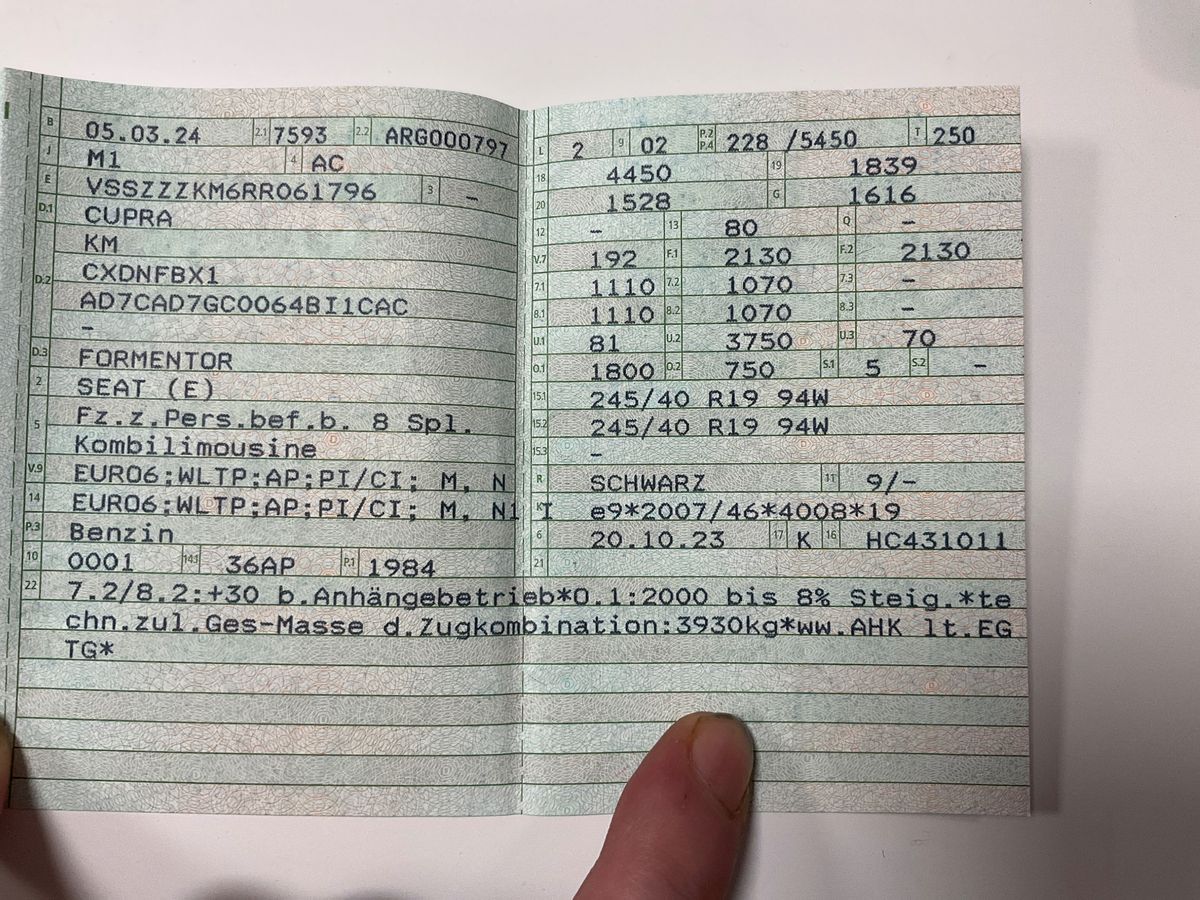 B 05.03.24 2.1 7593 2.2 ARG000797
J M1 4 AC
E VSSZZZKM6RR061796 3 –
D.1 CUPRA
KM
D.2 CXDNFBX1
AD7CAD7GC0064BI1CAC
–
D.3 FORMENTOR
2 SEAT (E)
5 Fz.z.Pers.bef.b. 8 Spl.
Kombilimousine
V.9 EURO6;WLTP;AP;PI/CI; M, N
14 EURO6;WLTP;AP;PI/CI; M, N1 I
P.3 Benzin
10 0001 14.1 36AP P.1 1984
L 2 9 02 P.2 P.4 228 /5450 T 250
18 4450 19 1839
20 1528 G 1616
12 – 13 80 Q –
V.7 192 F.1 2130 F.2 2130
7.1 1110 7.2 1070 7.3 –
8.1 1110 8.2 1070 8.3 –
U.1 81 U.2 3750 U.3 70
O.1 1800 O.2 750 S.1 5 S.2 –
15.1 245/40 R19 94W
15.2 245/40 R19 94W
15.3 –
R SCHWARZ 11 9/-
K e9*2007/46*4008*19
6 20.10.23 17 K 16 HC431011
21
22 7.2/8.2:+30 b.Anhängebetrieb*O.1:2000 bis 8% Steig.*te
chn.zul.Ges-Masse d.Zugkombination:3930kg*ww.AHK lt.EG
TG*